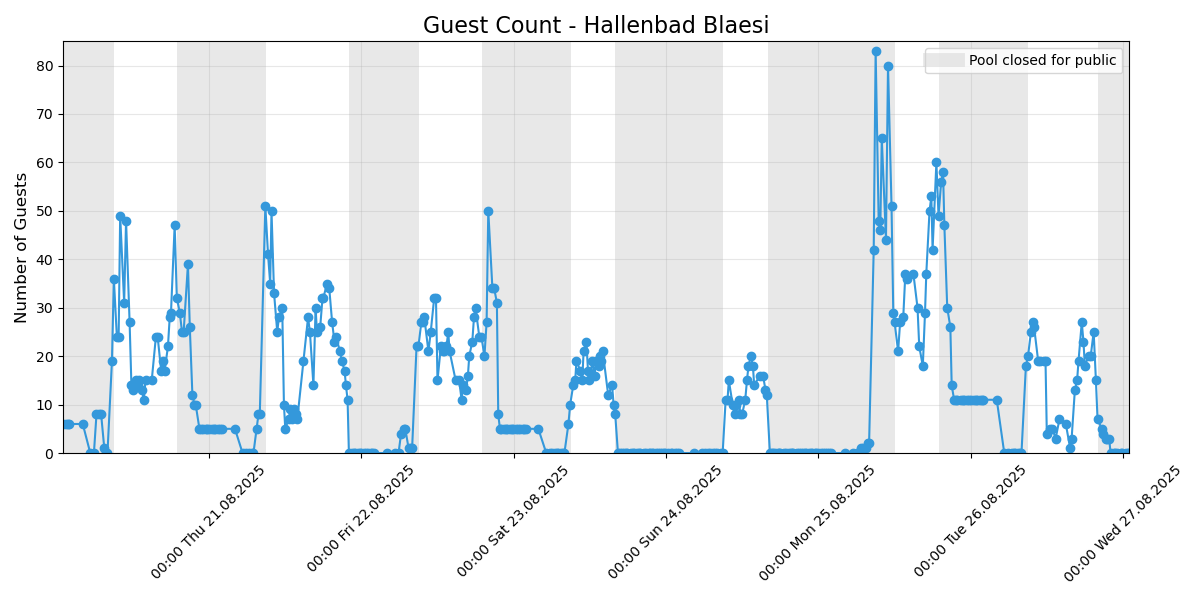 Guest Count - Hallenbad Blaesi
Pool closed for public
Number of Guests
80
70
60
50
40
30
20
10
0
00:00 Thu 21.08.2025
00:00 Fri 22.08.2025
00:00 Sat 23.08.2025
00:00 Sun 24.08.2025
00:00 Mon 25.08.2025
00:00 Tue 26.08.2025
00:00 Wed 27.08.2025